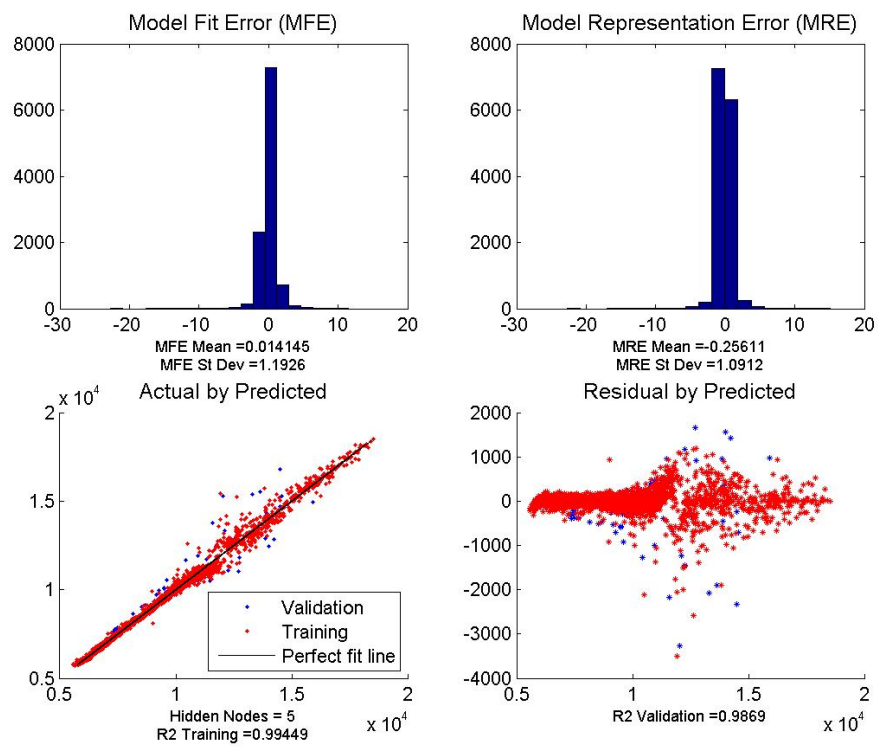 Model Fit Error (MFE)
8000
6000
4000
2000
0
-30 -20 -10 0 10 20
MFE Mean =0.014145
MFE St Dev =1.1926
Model Representation Error (MRE)
8000
6000
4000
2000
0
-30 -20 -10 0 10 20
MRE Mean =-0.25611
MRE St Dev =1.0912
x 10^4
Actual by Predicted
2
1.5
1
0.5
0.5 1 1.5 2
x 10^4
Validation
Training
Perfect fit line
Hidden Nodes = 5
R2 Training =0.99449
Residual by Predicted
2000
1000
0
-1000
-2000
-3000
-4000
0.5 1 1.5 2
x 10^4
R2 Validation =0.9869